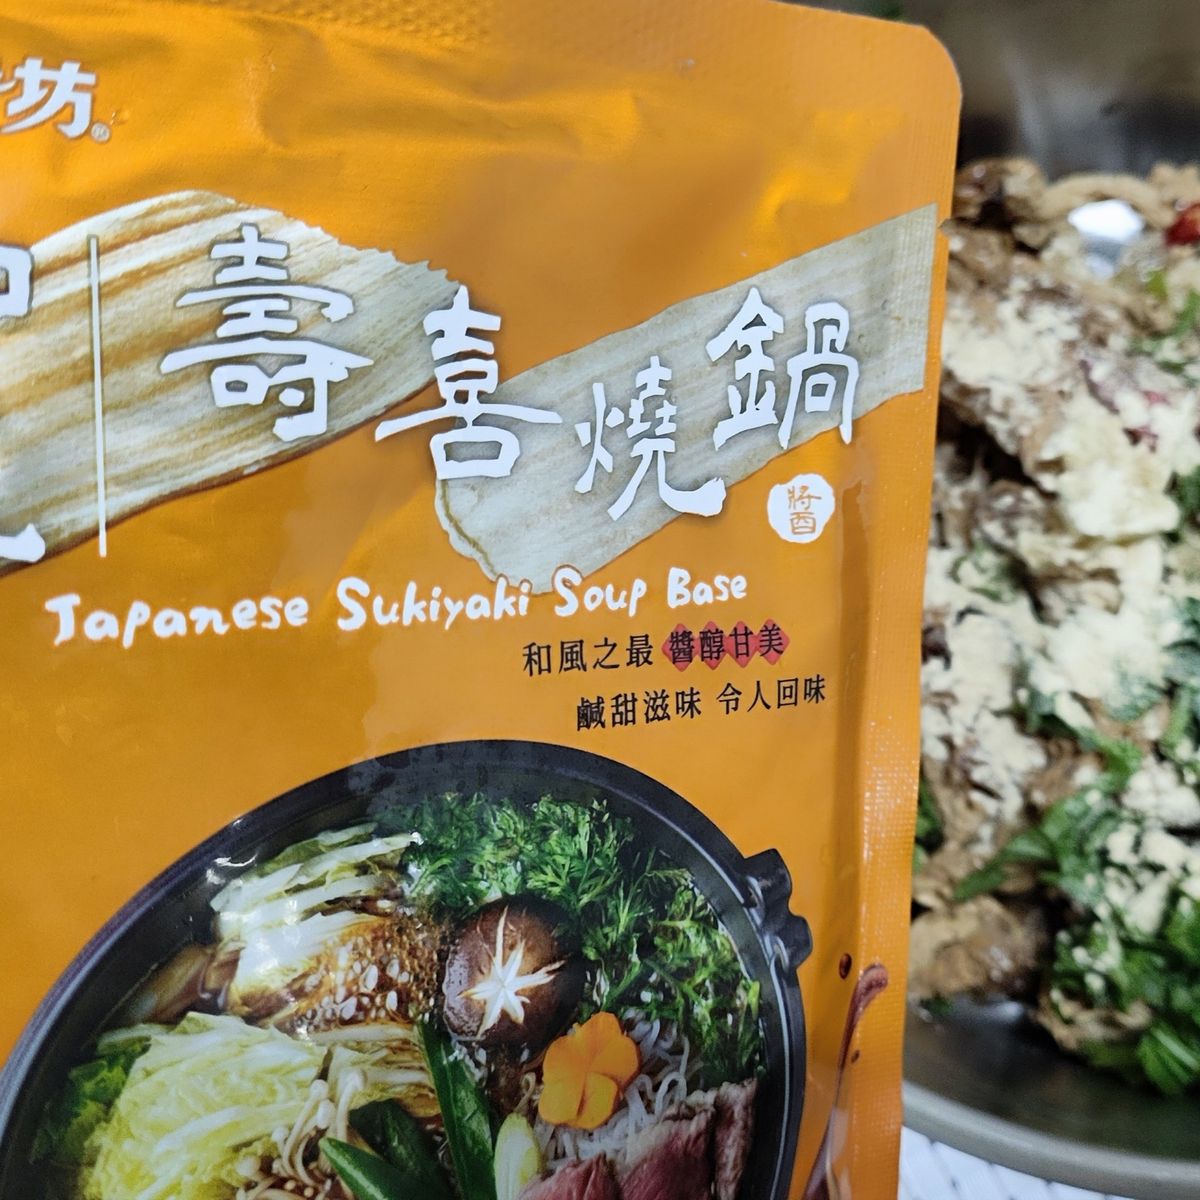 坊®
壽喜燒鍋
醬
Japanese Sukiyaki Soup Base
和風之最 醬醇甘美
鹹甜滋味 令人回味